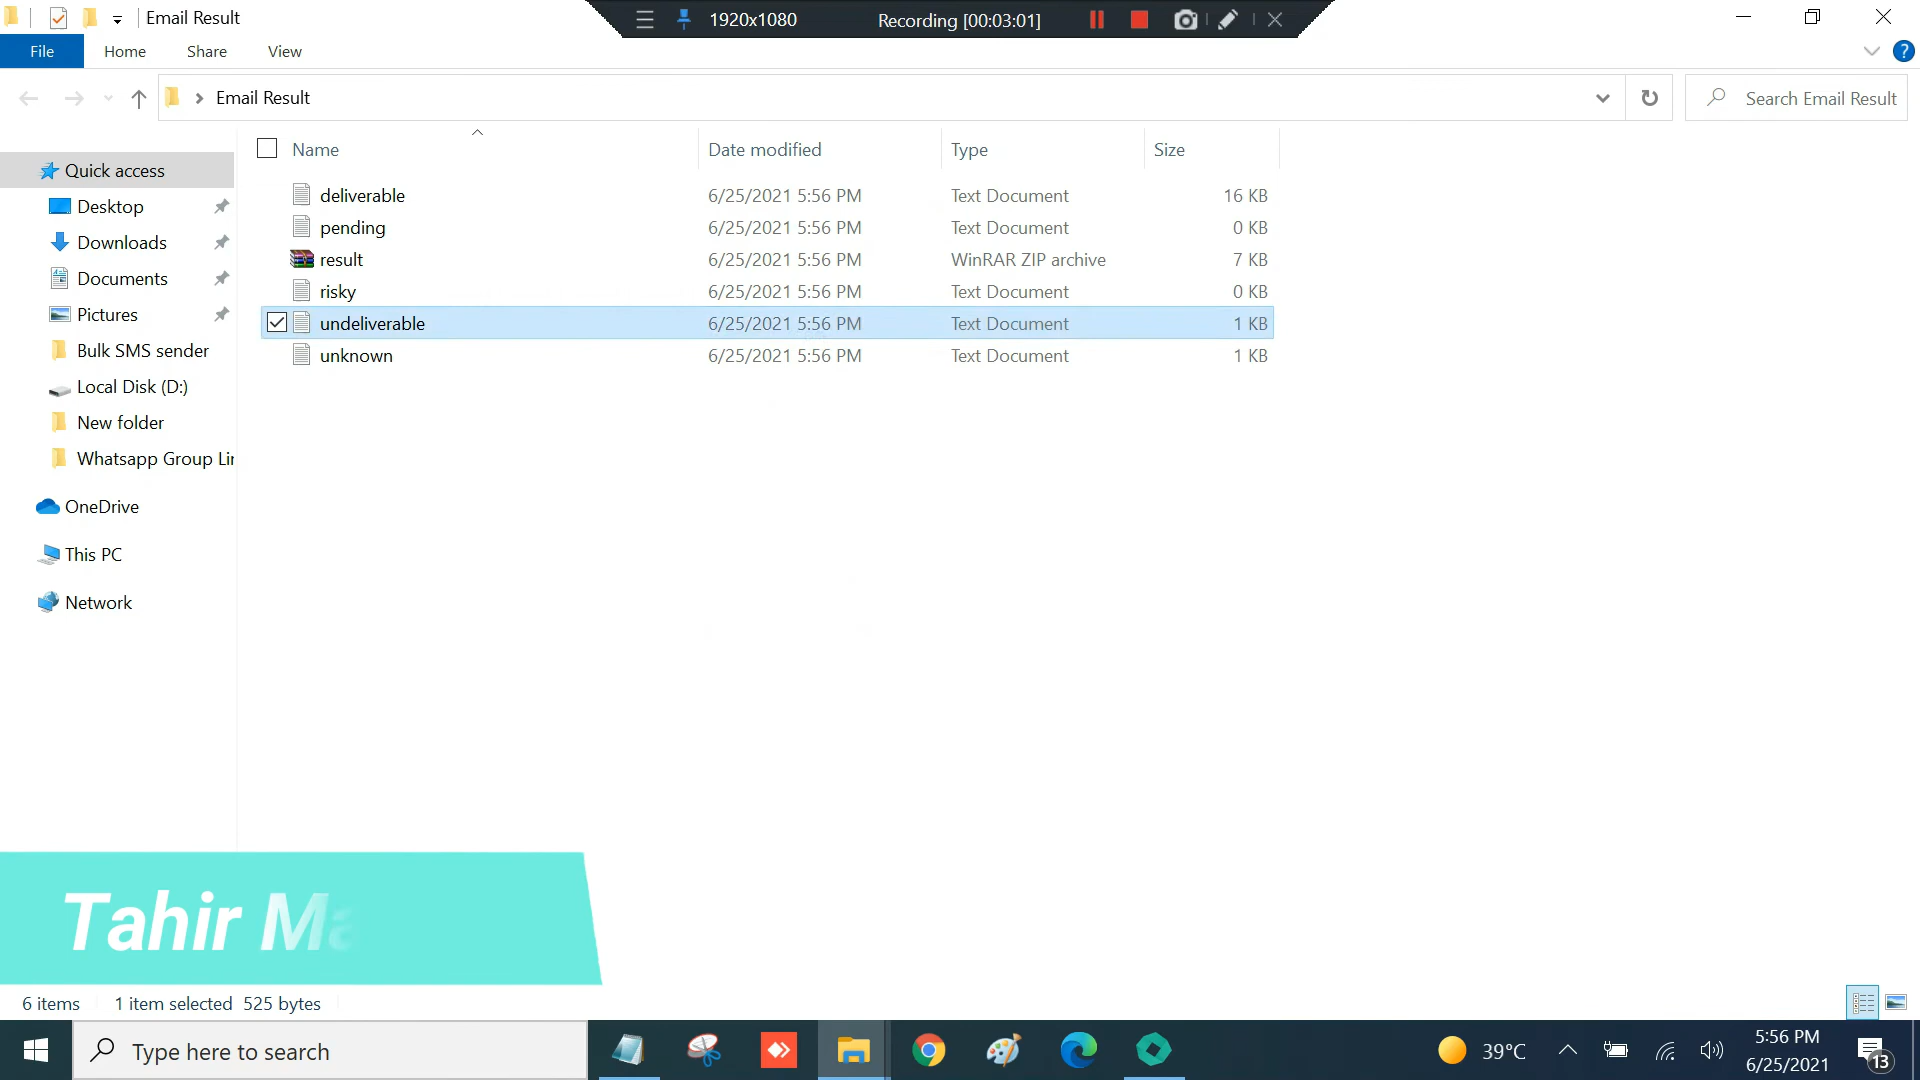 Email Result
1920x1080
Recording [00:03:01]
File
Home
Share
View
?
Email Result
Search Email Result
Name
Date modified
Type
Size
Quick access
Desktop
Downloads
Documents
Pictures
Bulk SMS sender
Local Disk (D:)
New folder
Whatsapp Group Lir
OneDrive
This PC
Network
deliverable 6/25/2021 5:56 PM Text Document 16 KB
pending 6/25/2021 5:56 PM Text Document 0 KB
result 6/25/2021 5:56 PM WinRAR ZIP archive 7 KB
risky 6/25/2021 5:56 PM Text Document 0 KB
undeliverable 6/25/2021 5:56 PM Text Document 1 KB
unknown 6/25/2021 5:56 PM Text Document 1 KB
Tahir Ma
6 items
1 item selected 525 bytes
Type here to search
39°C
5:56 PM
6/25/2021
13